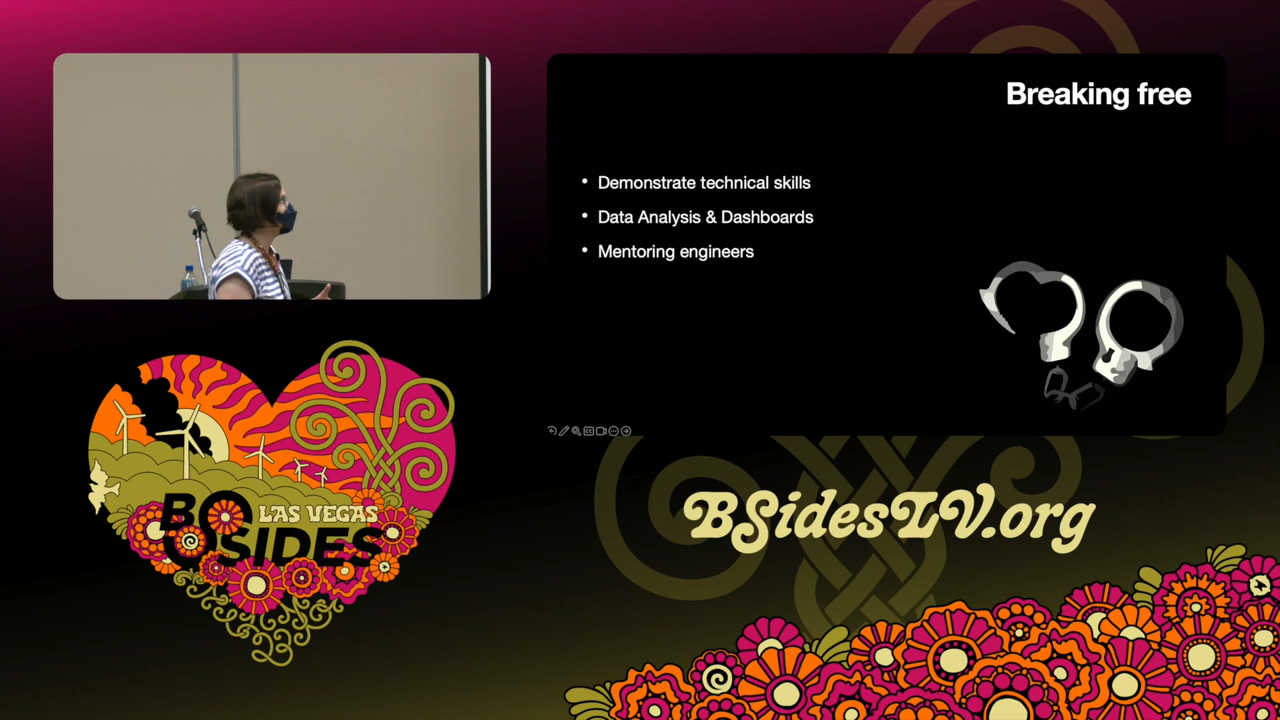 Breaking free
• Demonstrate technical skills
• Data Analysis & Dashboards
• Mentoring engineers
LAS VEGAS
BSIDES
BSidesLV.org